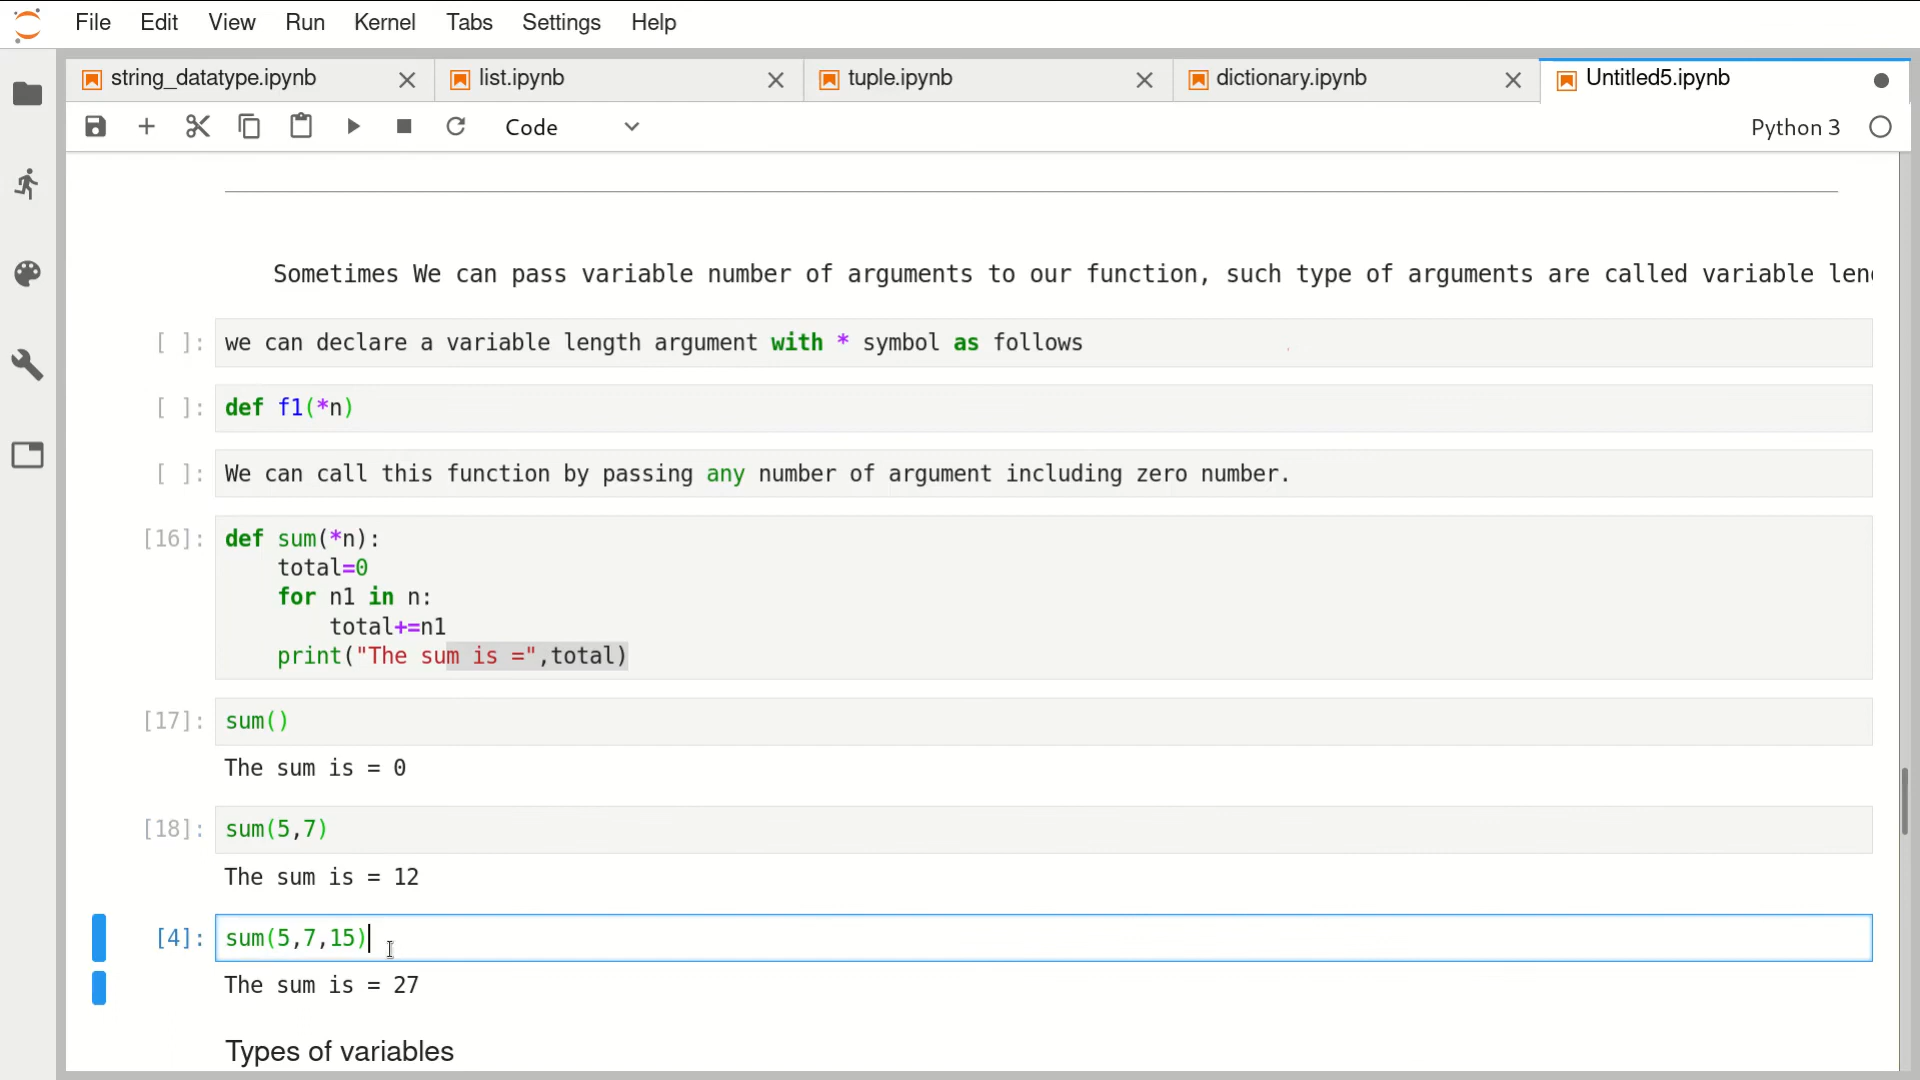 File Edit View Run Kernel Tabs Settings Help
string_datatype.ipynb list.ipynb tuple.ipynb dictionary.ipynb Untitled5.ipynb
Code Python 3
Sometimes We can pass variable number of arguments to our function, such type of arguments are called variable len
[ ]: we can declare a variable length argument with * symbol as follows
[ ]: def f1(*n)
[ ]: We can call this function by passing any number of argument including zero number.
[16]: def sum(*n):
total=0
for n1 in n:
total+=n1
print("The sum is =",total)
[17]: sum()
The sum is = 0
[18]: sum(5,7)
The sum is = 12
[4]: sum(5,7,15)
The sum is = 27
Types of variables